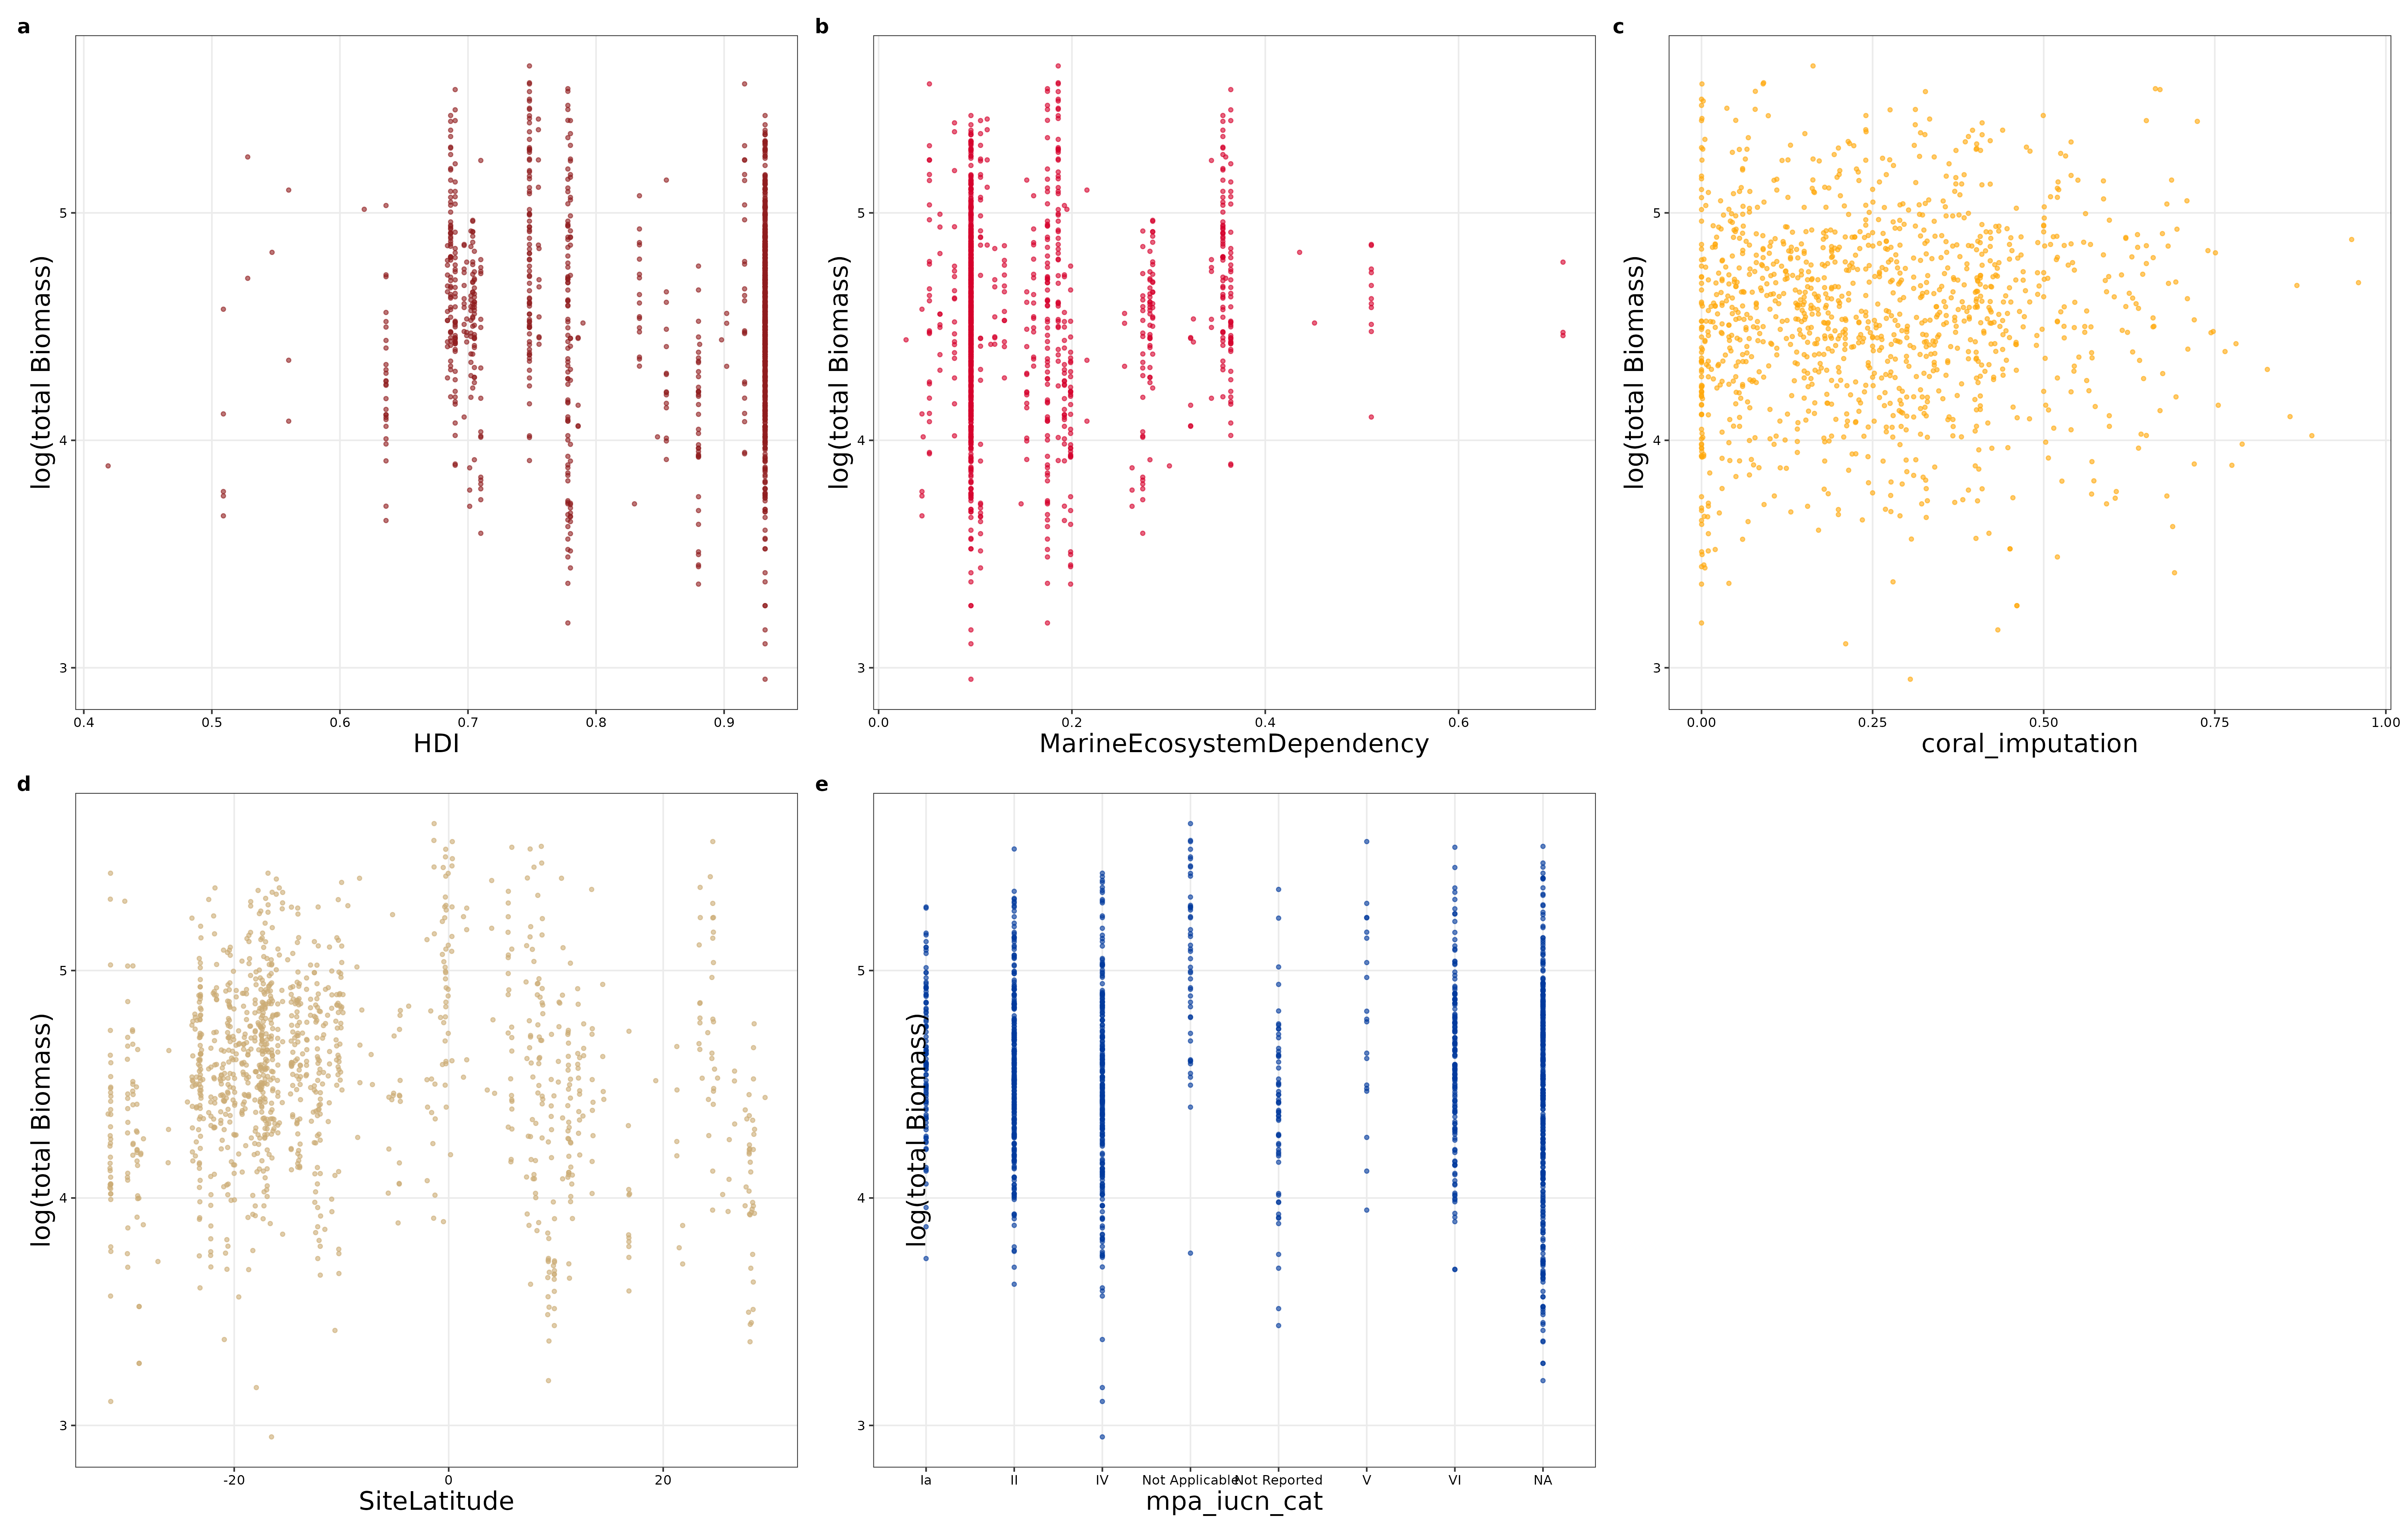 a
log(total Biomass)
5
4
3
0.4 0.5 0.6 0.7 0.8 0.9
HDI
b
log(total Biomass)
5
4
3
0.0 0.2 0.4 0.6
MarineEcosystemDependency
c
log(total Biomass)
5
4
3
0.00 0.25 0.50 0.75 1.00
coral_imputation
d
log(total Biomass)
5
4
3
-20 0 20
SiteLatitude
e
log(total Biomass)
5
4
3
Ia II IV Not Applicable Not Reported V VI NA
mpa_iucn_cat